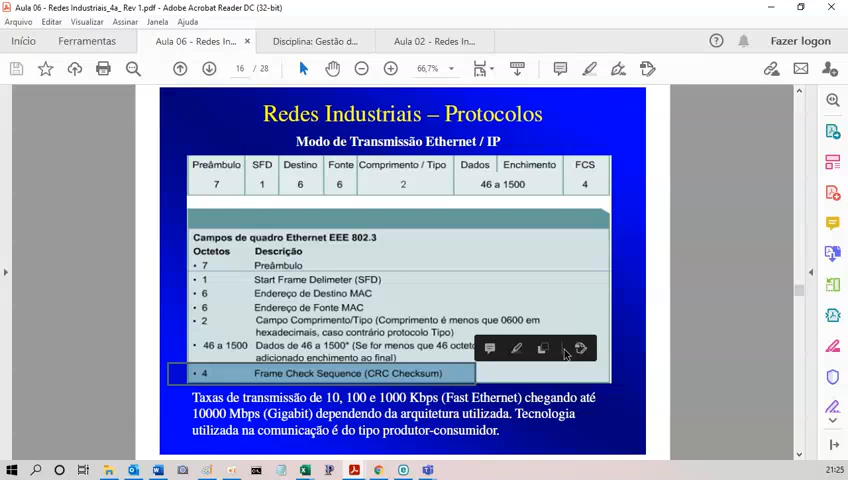 Aula 06 - Redes Industriais_4a_ Rev 1.pdf - Adobe Acrobat Reader DC (32-bit)
Arquivo Editar Visualizar Assinar Janela Ajuda
Início Ferramentas Aula 06 - Redes In... × Disciplina: Gestão d... Aula 02 - Redes In... Fazer logon
16 / 28 66,7%
Redes Industriais – Protocolos
Modo de Transmissão Ethernet / IP
Preâmbulo SFD Destino Fonte Comprimento / Tipo Dados Enchimento FCS
7 1 6 6 2 46 a 1500 4
Campos de quadro Ethernet EEE 802.3
Octetos Descrição
• 7 Preâmbulo
• 1 Start Frame Delimeter (SFD)
• 6 Endereço de Destino MAC
• 6 Endereço de Fonte MAC
• 2 Campo Comprimento/Tipo (Comprimento é menos que 0600 em
hexadecimais, caso contrário protocolo Tipo)
• 46 a 1500 Dados de 46 a 1500* (Se for menos que 46 octeto
adicionado enchimento ao final)
• 4 Frame Check Sequence (CRC Checksum)
Taxas de transmissão de 10, 100 e 1000 Kbps (Fast Ethernet) chegando até
10000 Mbps (Gigabit) dependendo da arquitetura utilizada. Tecnologia
utilizada na comunicação é do tipo produtor-consumidor.
21:25